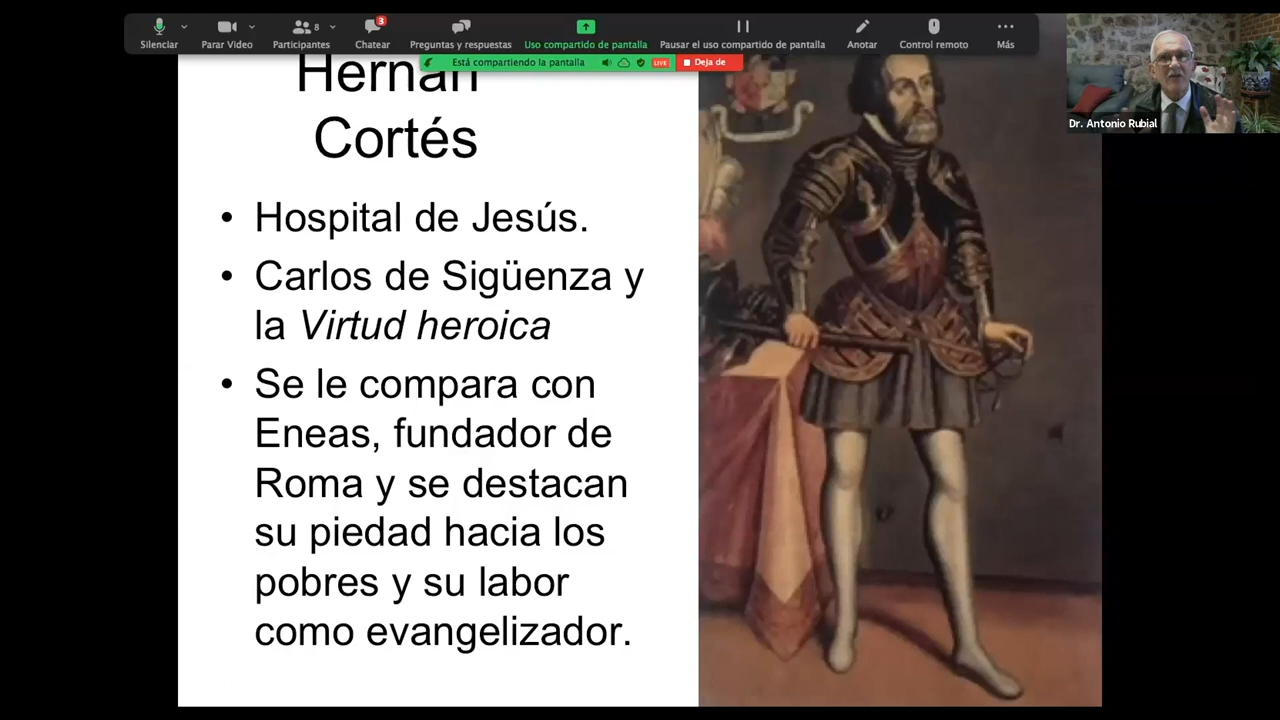 8
3
Silenciar
Parar Video
Participantes
Chatear
Preguntas y respuestas
Uso compartido de pantalla
Pausar el uso compartido de pantalla
Anotar
Control remoto
Más
Está compartiendo la pantalla
LIVE
Deja de
Dr. Antonio Rubial
Hernán
Cortés
• Hospital de Jesús.
• Carlos de Sigüenza y
la Virtud heroica
• Se le compara con
Eneas, fundador de
Roma y se destacan
su piedad hacia los
pobres y su labor
como evangelizador.